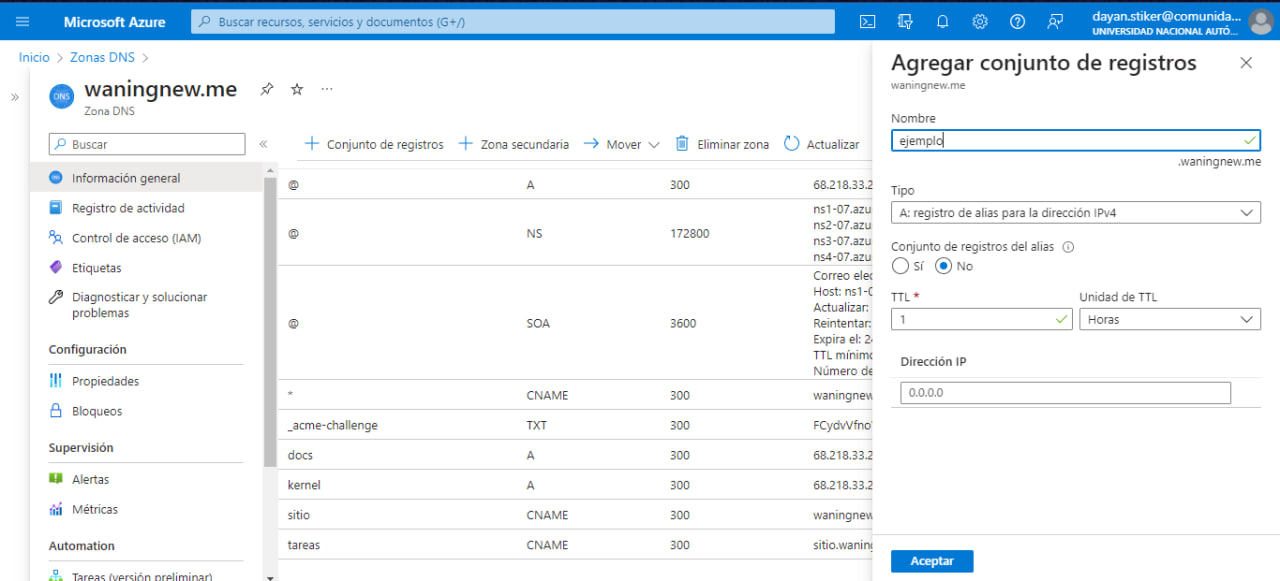 Microsoft Azure
Buscar recursos, servicios y documentos (G+/)
dayan.stiker@comunida...
UNIVERSIDAD NACIONAL AUTÓ...
Inicio > Zonas DNS >
DNS
waningnew.me
Zona DNS
Buscar
Información general
Registro de actividad
Control de acceso (IAM)
Etiquetas
Diagnosticar y solucionar
problemas
Configuración
Propiedades
Bloqueos
Supervisión
Alertas
Métricas
Automation
Tareas (versión preliminar)
Conjunto de registros
Zona secundaria
Mover
Eliminar zona
Actualizar
@ A 300 68.218.33.2
@ NS 172800 ns1-07.azu
ns2-07.azu
ns3-07.azu
ns4-07.azu
@ SOA 3600 Correo elec
Host: ns1-0
Actualizar:
Reintentar:
Expira el: 24
TTL mínimo
Número de
* CNAME 300 waningnew
_acme-challenge TXT 300 FCydvVfno
docs A 300 68.218.33.2
kernel A 300 68.218.33.2
sitio CNAME 300 waningnew
tareas CNAME 300 sitio.waning
Agregar conjunto de registros
waningnew.me
Nombre
ejemplo
.waningnew.me
Tipo
A: registro de alias para la dirección IPv4
Conjunto de registros del alias
Sí No
TTL * Unidad de TTL
1 Horas
Dirección IP
0.0.0.0
Aceptar